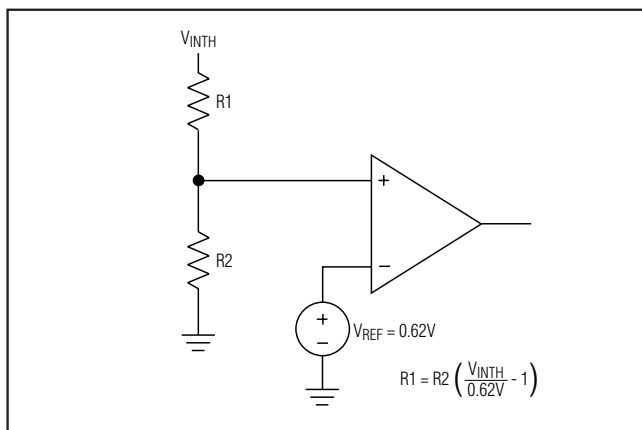 VINTH
R1
+
R2
−
+
−
VREF = 0.62V
R1 = R2 (VINTH/0.62V - 1)